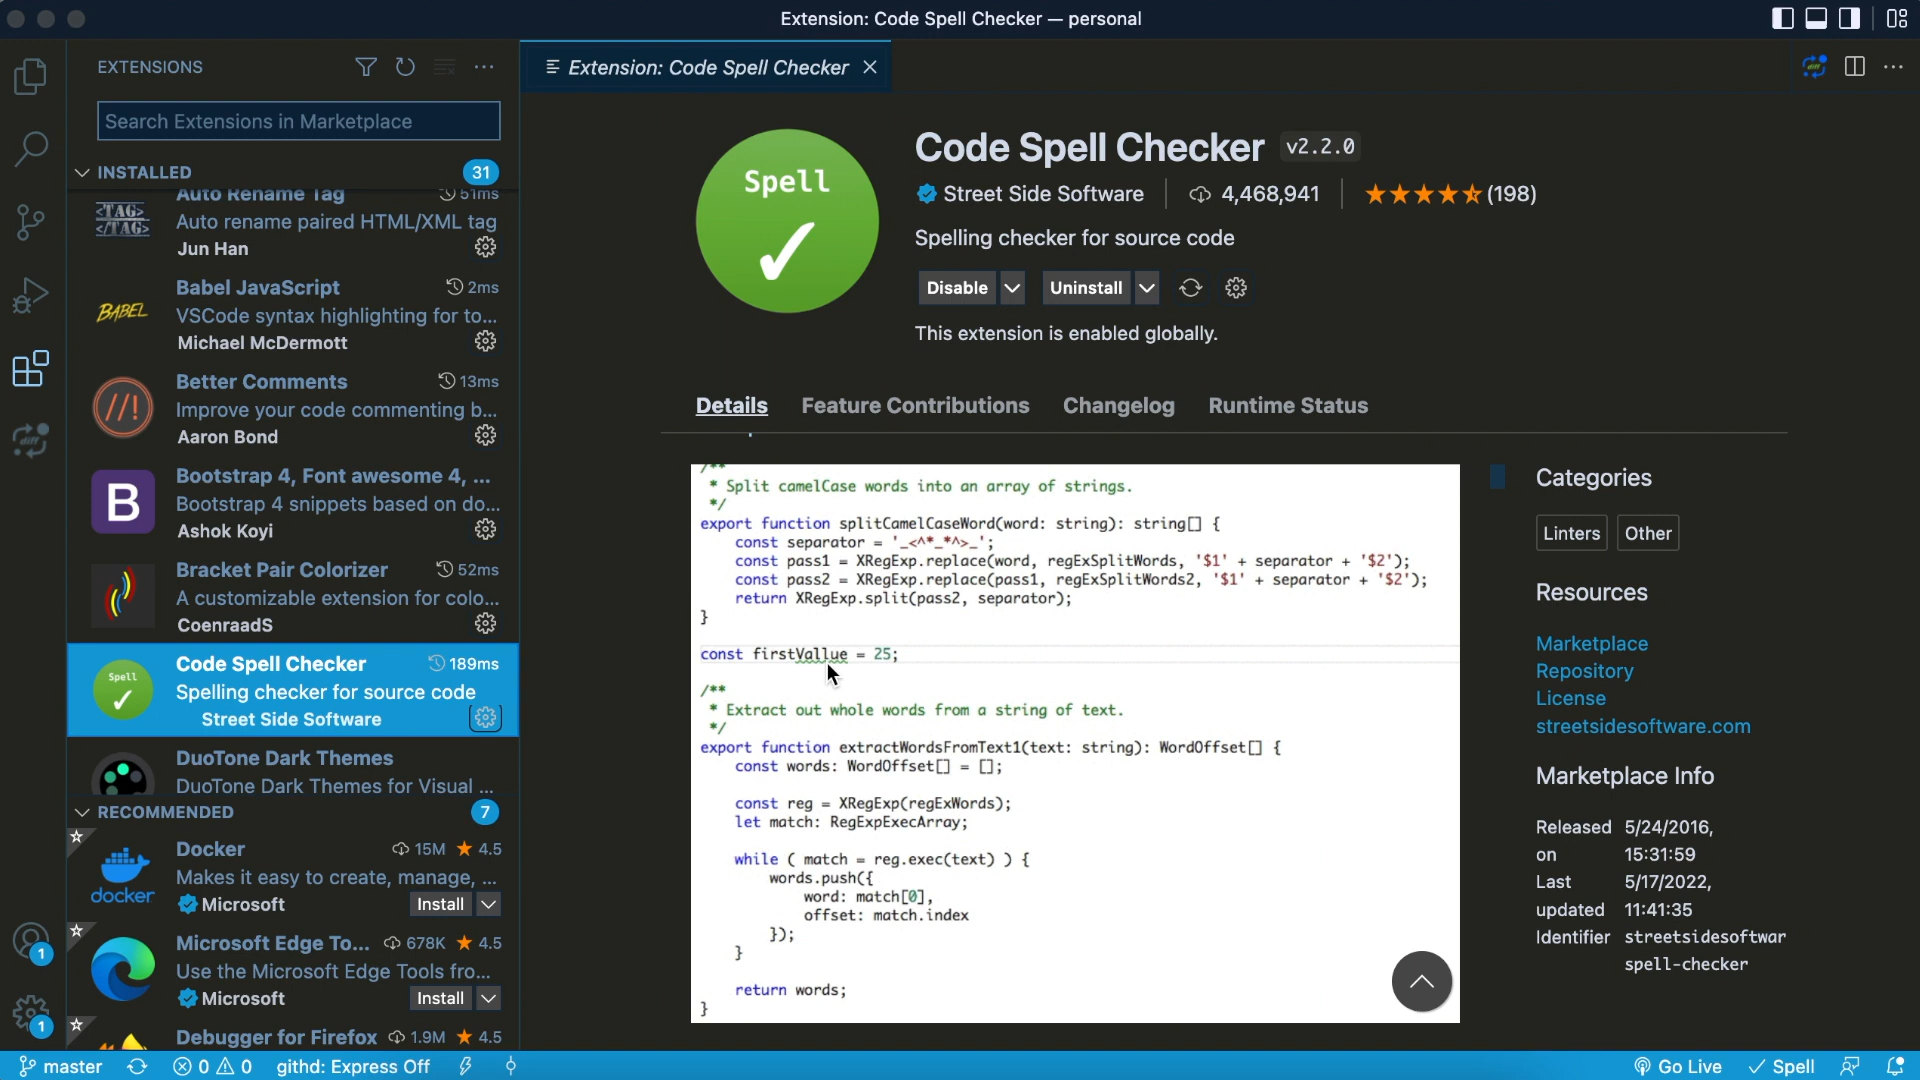 Extension: Code Spell Checker — personal
EXTENSIONS
Search Extensions in Marketplace
INSTALLED 31
Auto Rename Tag 51ms
<TAG>
</TAG>
Auto rename paired HTML/XML tag
Jun Han
Babel JavaScript 2ms
BABEL
VSCode syntax highlighting for to...
Michael McDermott
Better Comments 13ms
//!
Improve your code commenting b...
Aaron Bond
Bootstrap 4, Font awesome 4, ...
B
Bootstrap 4 snippets based on do...
Ashok Koyi
Bracket Pair Colorizer 52ms
A customizable extension for colo...
CoenraadS
Code Spell Checker 189ms
Spell
Spelling checker for source code
Street Side Software
DuoTone Dark Themes
DuoTone Dark Themes for Visual ...
RECOMMENDED 7
Docker 15M 4.5
docker
Makes it easy to create, manage, ...
Microsoft Install
Microsoft Edge To... 678K 4.5
Use the Microsoft Edge Tools fro...
Microsoft Install
Debugger for Firefox 1.9M 4.5
1
1
Extension: Code Spell Checker
Spell
Code Spell Checker v2.2.0
Street Side Software 4,468,941 (198)
Spelling checker for source code
Disable Uninstall
This extension is enabled globally.
Details Feature Contributions Changelog Runtime Status
/**
* Split camelCase words into an array of strings.
*/
export function splitCamelCaseWord(word: string): string[] {
const separator = '_<^*_*^>_';
const pass1 = XRegExp.replace(word, regExSplitWords, '$1' + separator + '$2');
const pass2 = XRegExp.replace(pass1, regExSplitWords2, '$1' + separator + '$2');
return XRegExp.split(pass2, separator);
}
const firstVallue = 25;
/**
* Extract out whole words from a string of text.
*/
export function extractWordsFromText1(text: string): WordOffset[] {
const words: WordOffset[] = [];
const reg = XRegExp(regExWords);
let match: RegExpExecArray;
while ( match = reg.exec(text) ) {
words.push({
word: match[0],
offset: match.index
});
}
return words;
}
Categories
Linters Other
Resources
Marketplace
Repository
License
streetsidesoftware.com
Marketplace Info
Released 5/24/2016,
on 15:31:59
Last 5/17/2022,
updated 11:41:35
Identifier streetsidesoftwar
spell-checker
master 0 0 githd: Express Off Go Live Spell